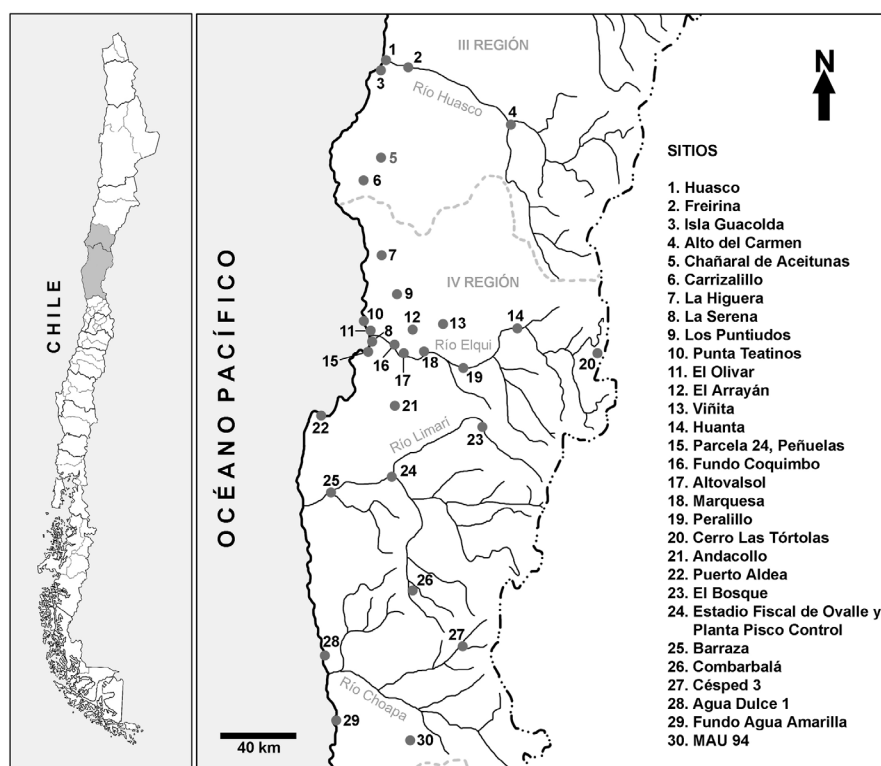 CHILE
OCÉANO PACÍFICO
III REGIÓN
1
2
3
Río Huasco
4
5
6
7
IV REGIÓN
9
10
11
8
12
13
14
Río Elqui
15
16
17
18
19
20
21
22
Río Limarí
23
24
25
26
27
28
Río Choapa
29
30
40 km
N
SITIOS
1. Huasco
2. Freirina
3. Isla Guacolda
4. Alto del Carmen
5. Chañaral de Aceitunas
6. Carrizalillo
7. La Higuera
8. La Serena
9. Los Puntiudos
10. Punta Teatinos
11. El Olivar
12. El Arrayán
13. Viñita
14. Huanta
15. Parcela 24, Peñuelas
16. Fundo Coquimbo
17. Altovalsol
18. Marquesa
19. Peralillo
20. Cerro Las Tórtolas
21. Andacollo
22. Puerto Aldea
23. El Bosque
24. Estadio Fiscal de Ovalle y
Planta Pisco Control
25. Barraza
26. Combarbalá
27. Césped 3
28. Agua Dulce 1
29. Fundo Agua Amarilla
30. MAU 94